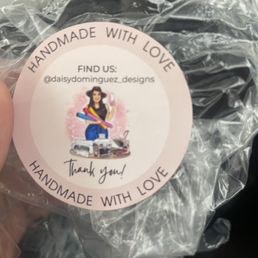 HANDMADE WITH LOVE
FIND US:
@daisydominguez_designs
Thank you!
HANDMADE WITH LOVE